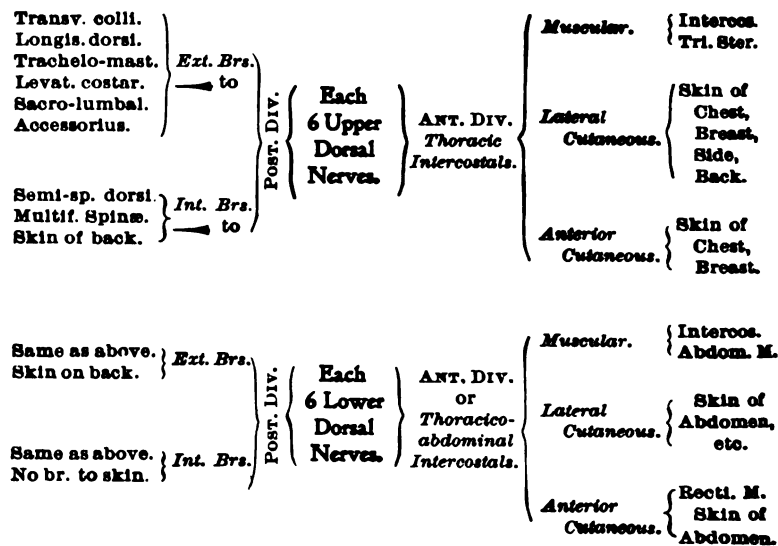 Transv. colli.
Longis. dorsi.
Trachelo-mast.
Levat. costar.
Sacro-lumbal.
Accessorius.
Ext. Brs.
to
Semi-sp. dorsi.
Multif. Spinæ.
Skin of back.
Int. Brs.
to
POST. DIV.
Each
6 Upper
Dorsal
Nerves.
ANT. DIV.
Thoracic
Intercostals.
Muscular.
Intercos.
Tri. Ster.
Lateral
Cutaneous.
Skin of
Chest,
Breast,
Side,
Back.
Anterior
Cutaneous.
Skin of
Chest,
Breast.
Same as above.
Skin on back.
Ext. Brs.
Same as above.
No br. to skin.
Int. Brs.
POST. DIV.
Each
6 Lower
Dorsal
Nerves.
ANT. DIV.
or
Thoracico-
abdominal
Intercostals.
Muscular.
Intercos.
Abdom. M.
Lateral
Cutaneous.
Skin of
Abdomen,
etc.
Anterior
Cutaneous.
Recti. M.
Skin of
Abdomen.